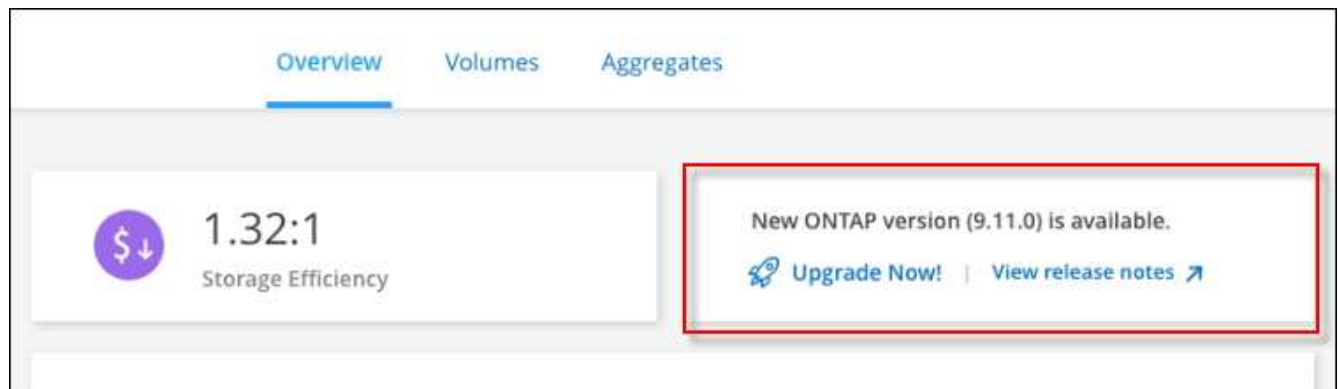 Overview Volumes Aggregates
1.32:1
Storage Efficiency
New ONTAP version (9.11.0) is available.
Upgrade Now! | View release notes